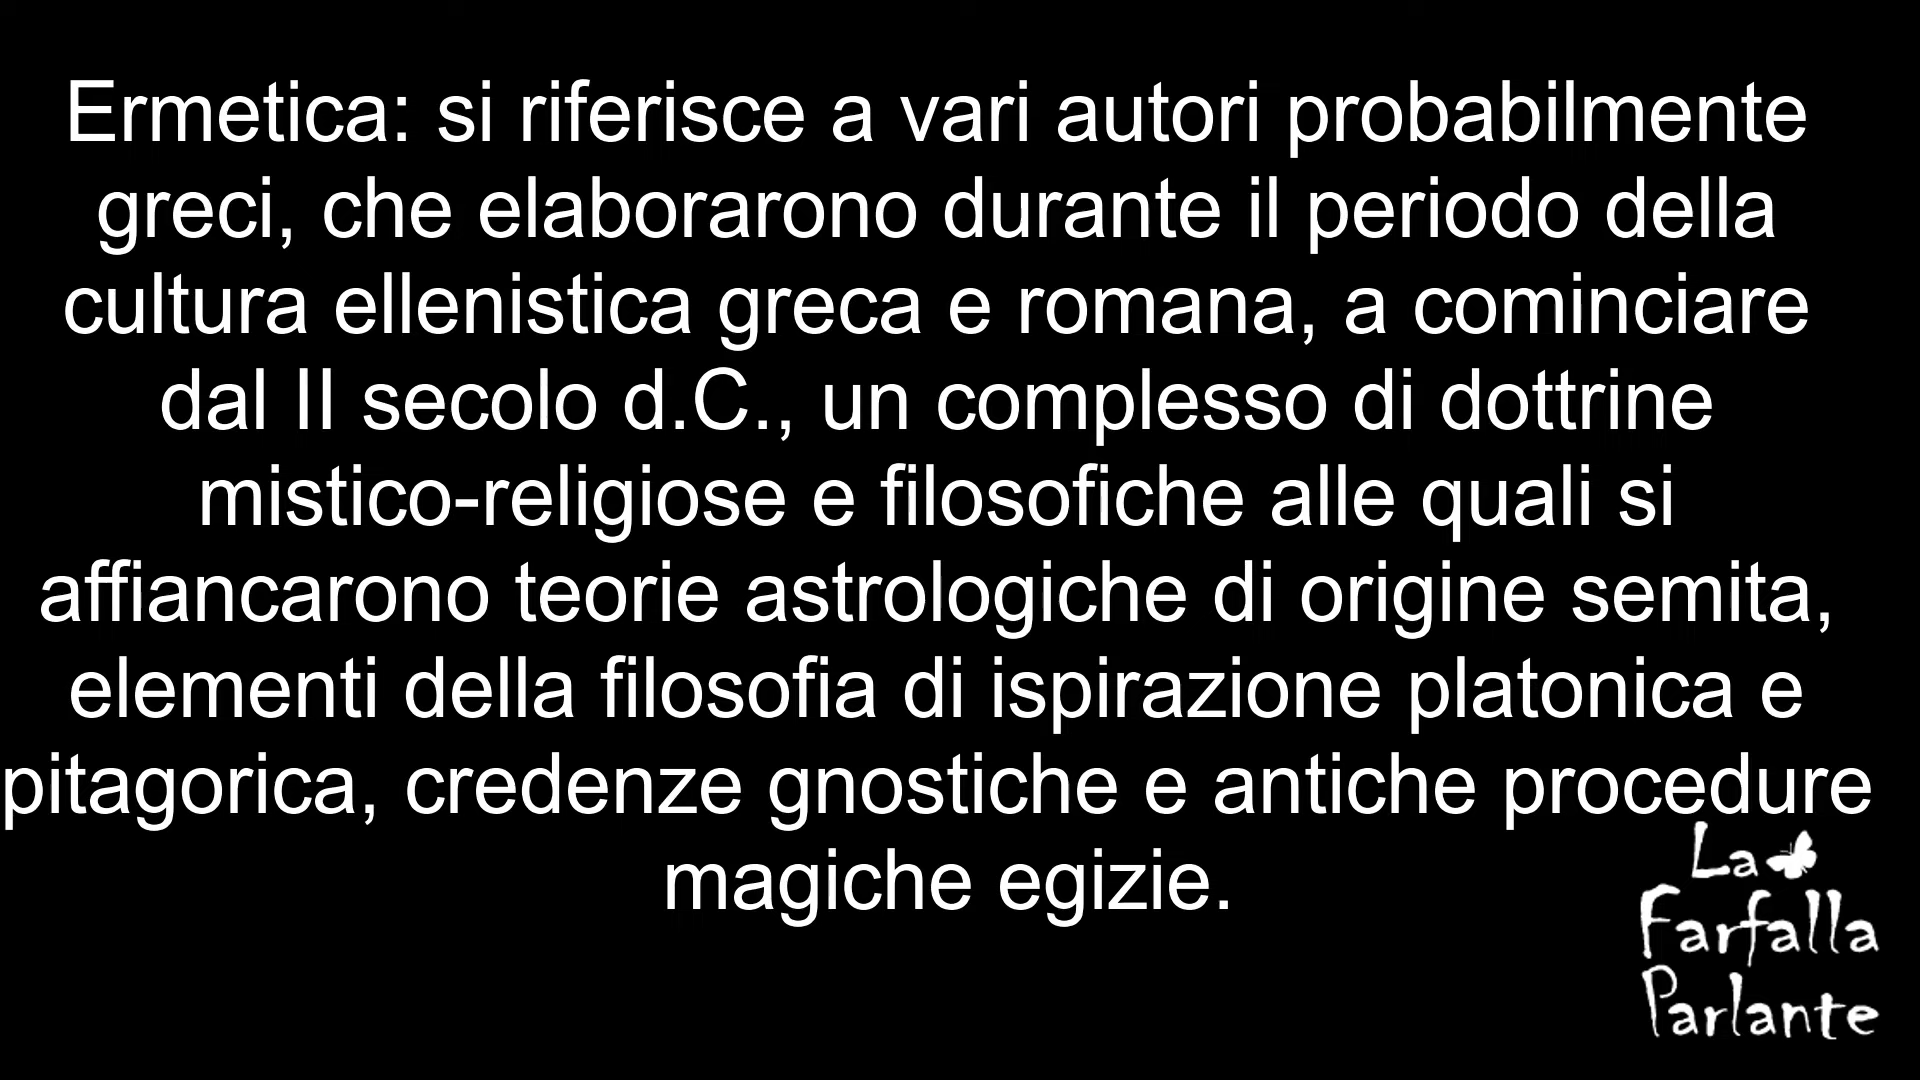 Ermetica: si riferisce a vari autori probabilmente
greci, che elaborarono durante il periodo della
cultura ellenistica greca e romana, a cominciare
dal II secolo d.C., un complesso di dottrine
mistico-religiose e filosofiche alle quali si
affiancarono teorie astrologiche di origine semita,
elementi della filosofia di ispirazione platonica e
pitagorica, credenze gnostiche e antiche procedure
magiche egizie.
La
Farfalla
Parlante